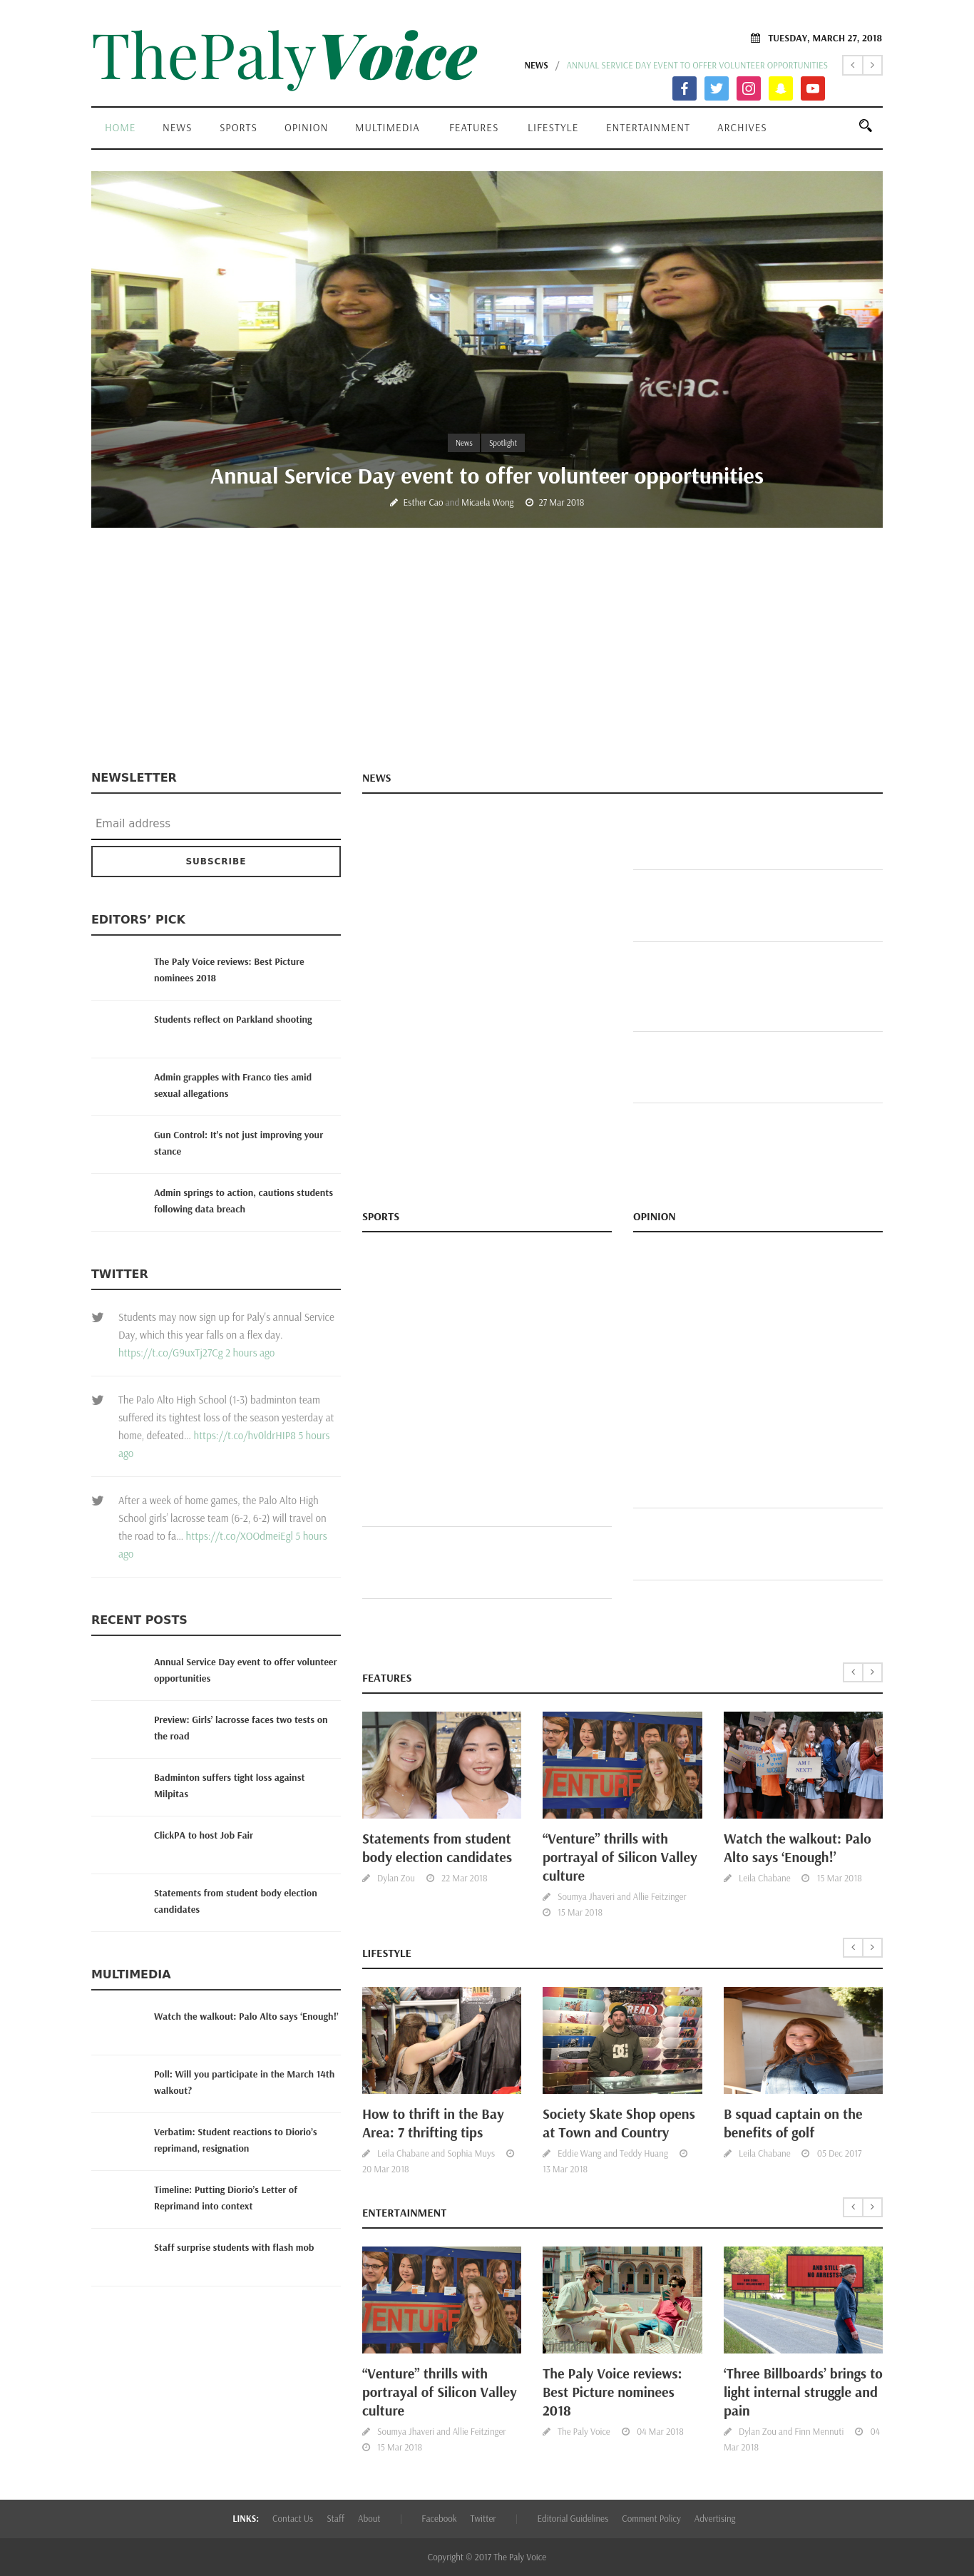 ThePalyVoice
TUESDAY, MARCH 27, 2018
NEWS / ANNUAL SERVICE DAY EVENT TO OFFER VOLUNTEER OPPORTUNITIES
HOME NEWS SPORTS OPINION MULTIMEDIA FEATURES LIFESTYLE ENTERTAINMENT ARCHIVES
News Spotlight
Annual Service Day event to offer volunteer opportunities
Esther Cao and Micaela Wong 27 Mar 2018
NEWSLETTER
Email address
SUBSCRIBE
EDITORS’ PICK
The Paly Voice reviews: Best Picture
nominees 2018
Students reflect on Parkland shooting
Admin grapples with Franco ties amid
sexual allegations
Gun Control: It’s not just improving your
stance
Admin springs to action, cautions students
following data breach
TWITTER
Students may now sign up for Paly's annual Service
Day, which this year falls on a flex day.
https://t.co/G9uxTj27Cg 2 hours ago
The Palo Alto High School (1-3) badminton team
suffered its tightest loss of the season yesterday at
home, defeated... https://t.co/hv0ldrHIP8 5 hours
ago
After a week of home games, the Palo Alto High
School girls' lacrosse team (6-2, 6-2) will travel on
the road to fa... https://t.co/XOOdmeiEgl 5 hours
ago
RECENT POSTS
Annual Service Day event to offer volunteer
opportunities
Preview: Girls’ lacrosse faces two tests on
the road
Badminton suffers tight loss against
Milpitas
ClickPA to host Job Fair
Statements from student body election
candidates
MULTIMEDIA
Watch the walkout: Palo Alto says ‘Enough!’
Poll: Will you participate in the March 14th
walkout?
Verbatim: Student reactions to Diorio’s
reprimand, resignation
Timeline: Putting Diorio’s Letter of
Reprimand into context
Staff surprise students with flash mob
NEWS
SPORTS
OPINION
FEATURES
VENTURE
AM I
NEXT?
Statements from student
body election candidates
Dylan Zou 22 Mar 2018
“Venture” thrills with
portrayal of Silicon Valley
culture
Soumya Jhaveri and Allie Feitzinger
15 Mar 2018
Watch the walkout: Palo
Alto says ‘Enough!’
Leila Chabane 15 Mar 2018
LIFESTYLE
REAL
How to thrift in the Bay
Area: 7 thrifting tips
Leila Chabane and Sophia Muys
20 Mar 2018
Society Skate Shop opens
at Town and Country
Eddie Wang and Teddy Huang
13 Mar 2018
B squad captain on the
benefits of golf
Leila Chabane 05 Dec 2017
ENTERTAINMENT
VENTURE
AND STILL
NO ARRESTS?
“Venture” thrills with
portrayal of Silicon Valley
culture
Soumya Jhaveri and Allie Feitzinger
15 Mar 2018
The Paly Voice reviews:
Best Picture nominees
2018
The Paly Voice 04 Mar 2018
‘Three Billboards’ brings to
light internal struggle and
pain
Dylan Zou and Finn Mennuti 04
Mar 2018
LINKS: Contact Us Staff About | Facebook Twitter | Editorial Guidelines Comment Policy Advertising
Copyright © 2017 The Paly Voice